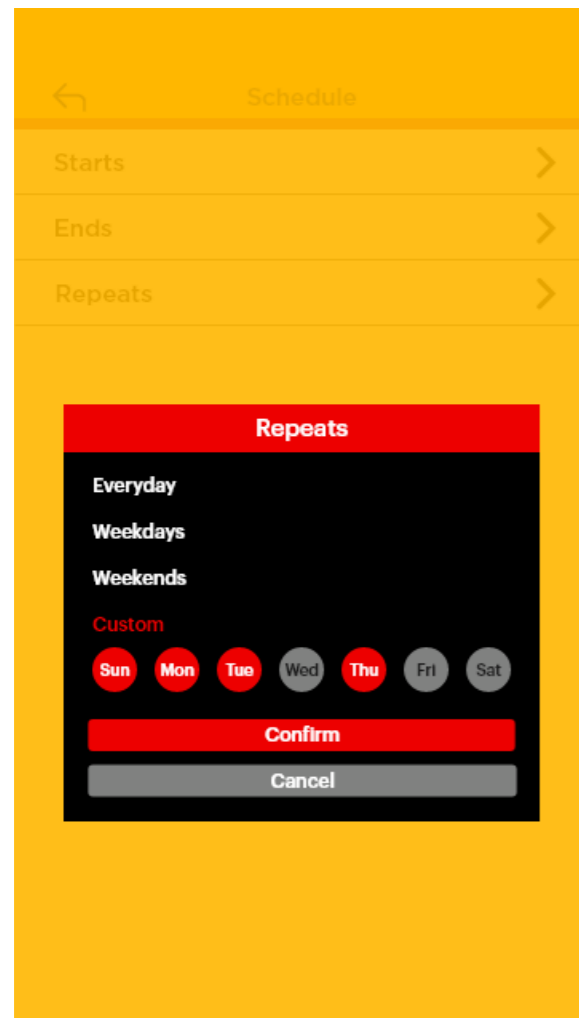 Schedule
Starts
Ends
Repeats
Repeats
Everyday
Weekdays
Weekends
Custom
Sun Mon Tue Wed Thu Fri Sat
Confirm
Cancel